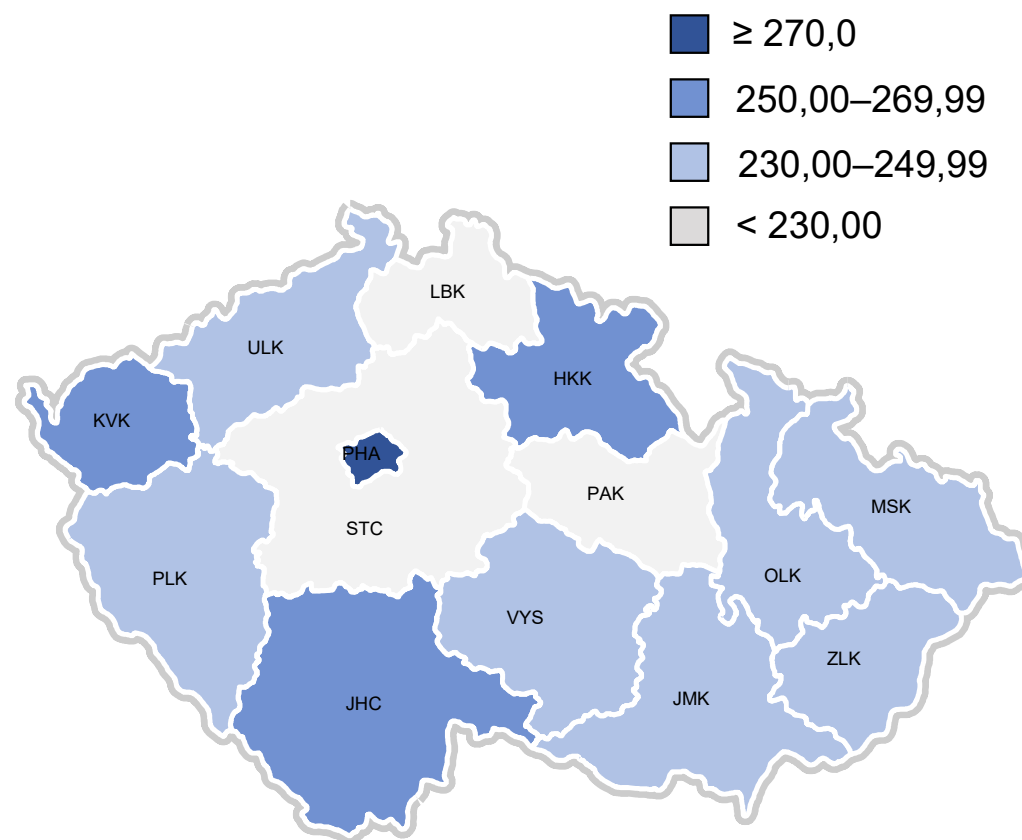 ≥ 270,0
250,00–269,99
230,00–249,99
< 230,00
LBK
ULK
HKK
KVK
PHA
PAK
MSK
STC
PLK
OLK
VYS
ZLK
JHC
JMK